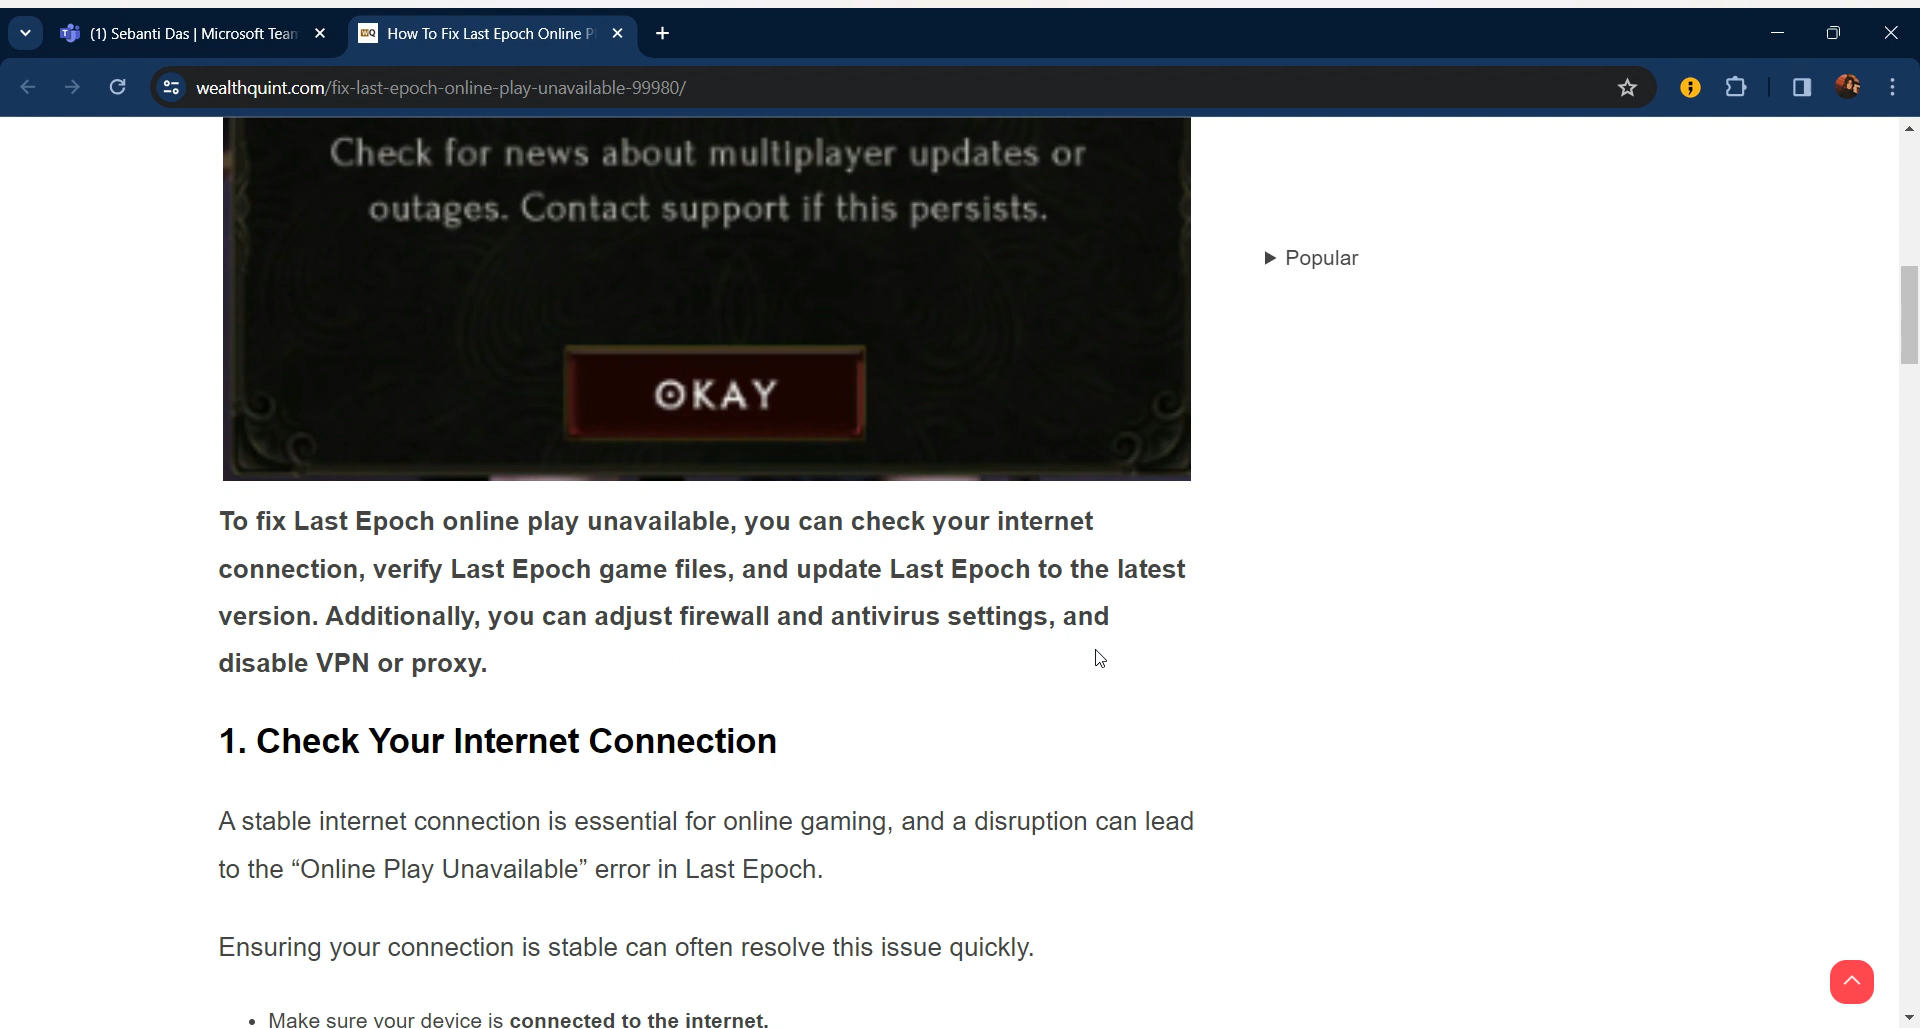 (1) Sebanti Das | Microsoft Team
How To Fix Last Epoch Online P
wealthquint.com/fix-last-epoch-online-play-unavailable-99980/
Check for news about multiplayer updates or
outages. Contact support if this persists.
OKAY
Popular
To fix Last Epoch online play unavailable, you can check your internet
connection, verify Last Epoch game files, and update Last Epoch to the latest
version. Additionally, you can adjust firewall and antivirus settings, and
disable VPN or proxy.
1. Check Your Internet Connection
A stable internet connection is essential for online gaming, and a disruption can lead
to the “Online Play Unavailable” error in Last Epoch.
Ensuring your connection is stable can often resolve this issue quickly.
• Make sure your device is connected to the internet.